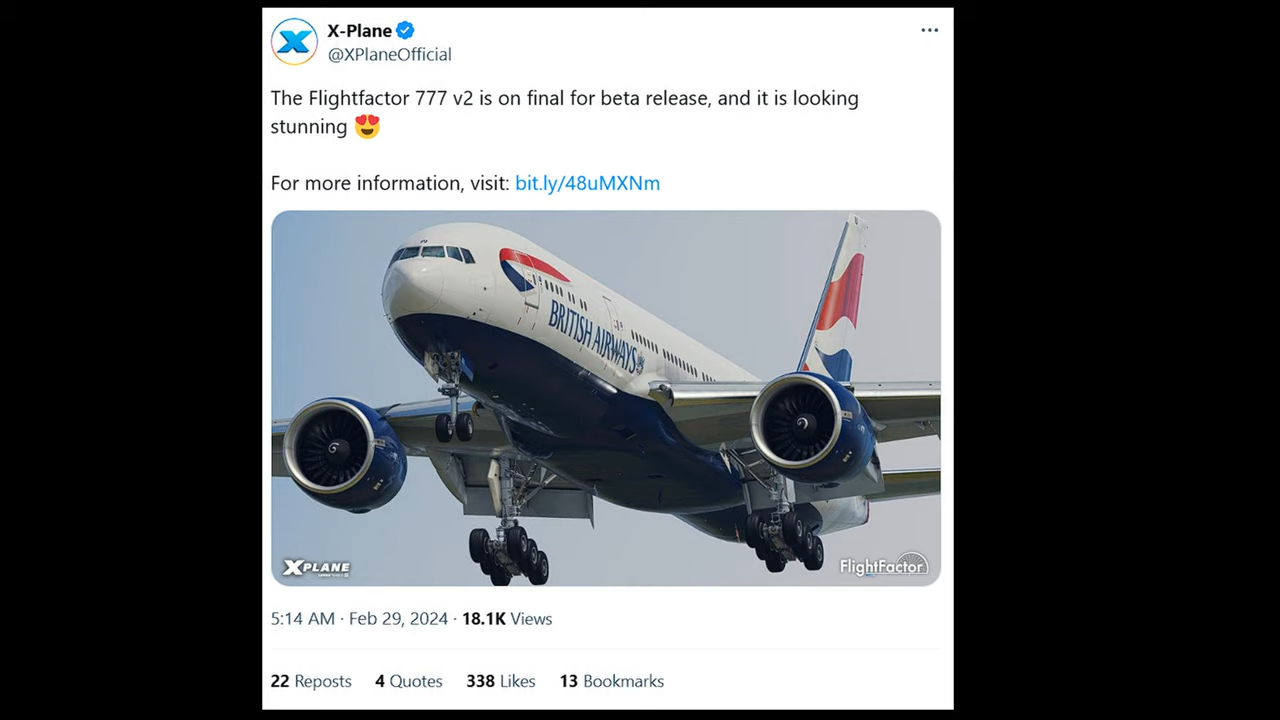 X-Plane
@XPlaneOfficial
The Flightfactor 777 v2 is on final for beta release, and it is looking
stunning 😍
For more information, visit: bit.ly/48uMXNm
BRITISH AIRWAYS
X PLANE
FlightFactor
5:14 AM · Feb 29, 2024 · 18.1K Views
22 Reposts 4 Quotes 338 Likes 13 Bookmarks